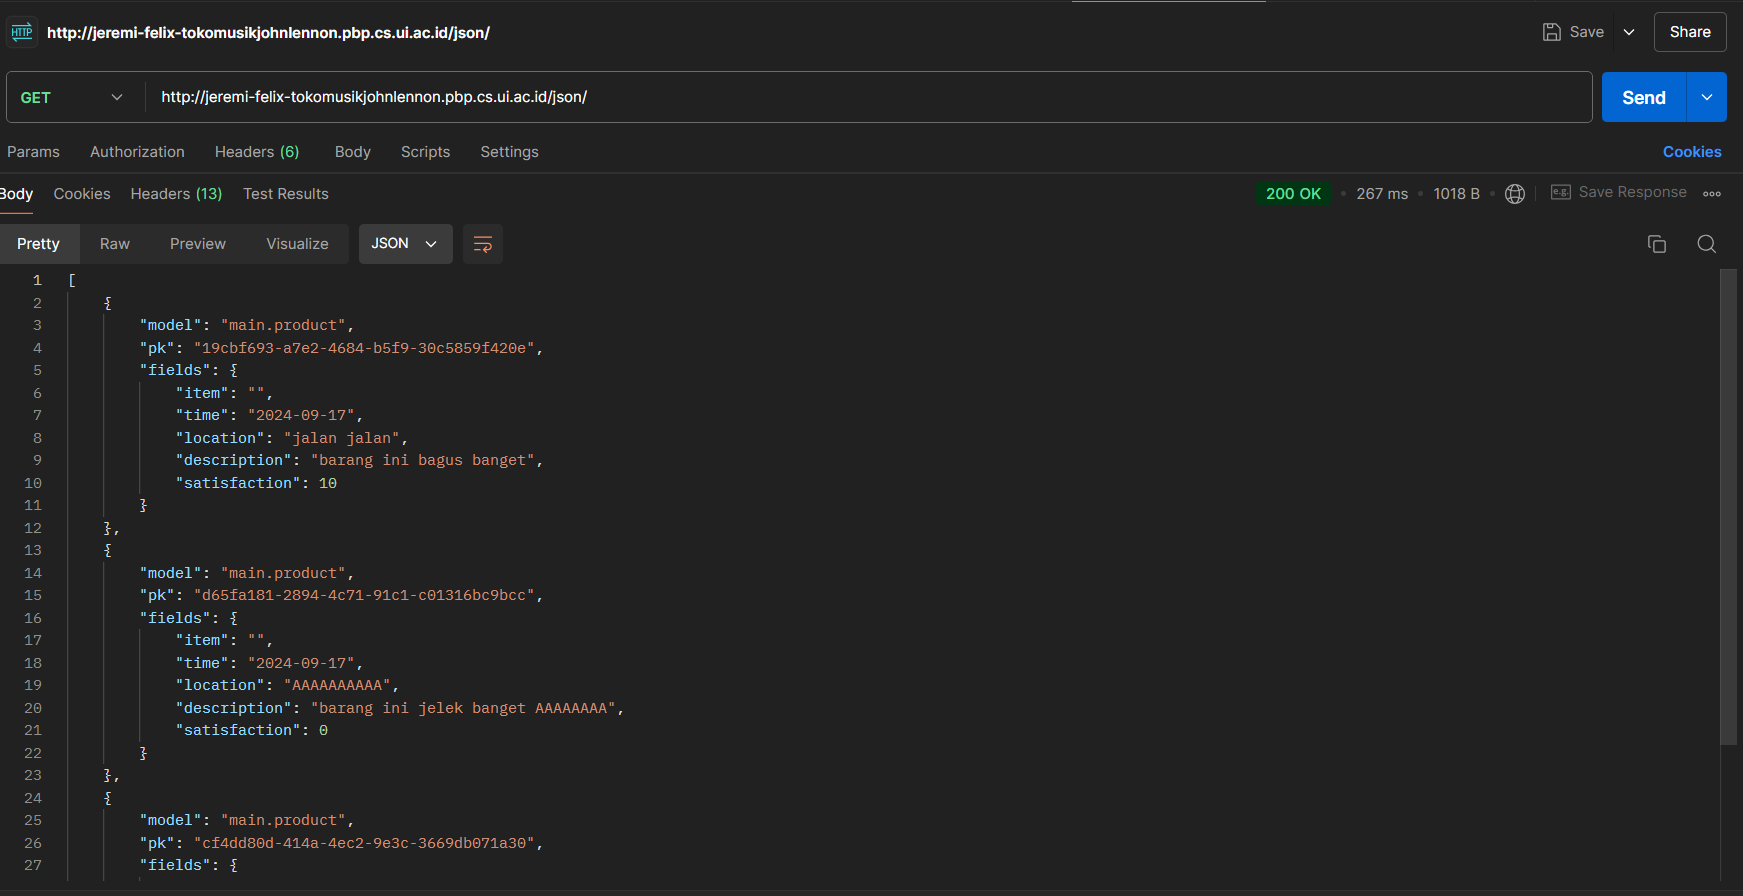 HTTP http://jeremi-felix-tokomusikjohnlennon.pbp.cs.ui.ac.id/json/ Save Share
GET http://jeremi-felix-tokomusikjohnlennon.pbp.cs.ui.ac.id/json/ Send
Params Authorization Headers (6) Body Scripts Settings Cookies
Body Cookies Headers (13) Test Results 200 OK • 267 ms • 1018 B • e.g. Save Response
Pretty Raw Preview Visualize JSON
1 [
2 {
3 "model": "main.product",
4 "pk": "19cbf693-a7e2-4684-b5f9-30c5859f420e",
5 "fields": {
6 "item": "",
7 "time": "2024-09-17",
8 "location": "jalan jalan",
9 "description": "barang ini bagus banget",
10 "satisfaction": 10
11 }
12 },
13 {
14 "model": "main.product",
15 "pk": "d65fa181-2894-4c71-91c1-c01316bc9bcc",
16 "fields": {
17 "item": "",
18 "time": "2024-09-17",
19 "location": "AAAAAAAAAA",
20 "description": "barang ini jelek banget AAAAAAAA",
21 "satisfaction": 0
22 }
23 },
24 {
25 "model": "main.product",
26 "pk": "cf4dd80d-414a-4ec2-9e3c-3669db071a30",
27 "fields": {